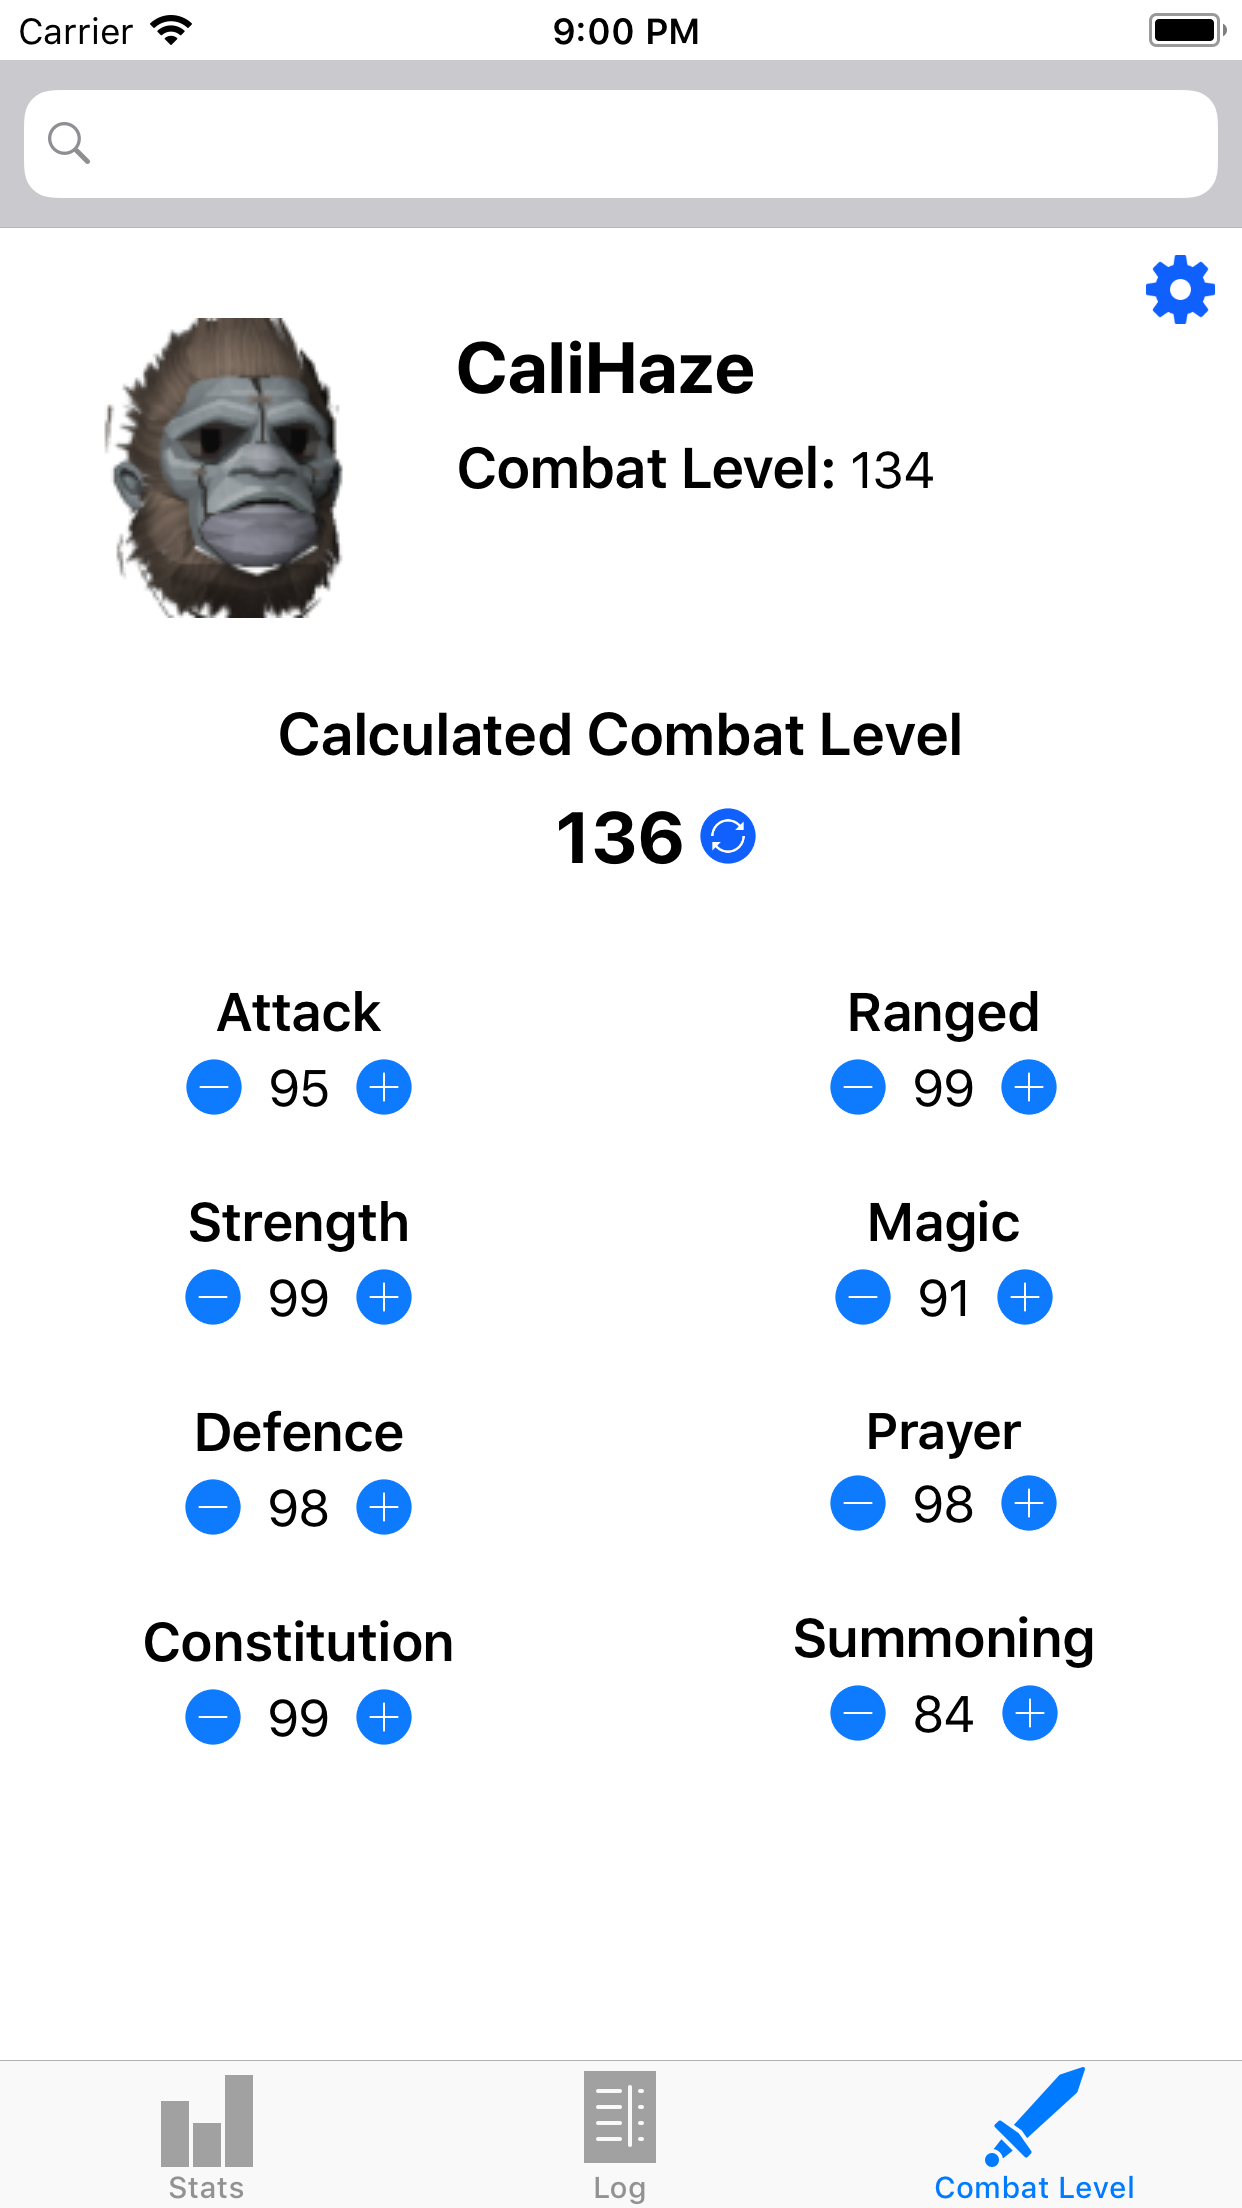 Carrier 9:00 PM
CaliHaze
Combat Level: 134
Calculated Combat Level
136
Attack Ranged
95 99
Strength Magic
99 91
Defence Prayer
98 98
Constitution Summoning
99 84
Stats Log Combat Level